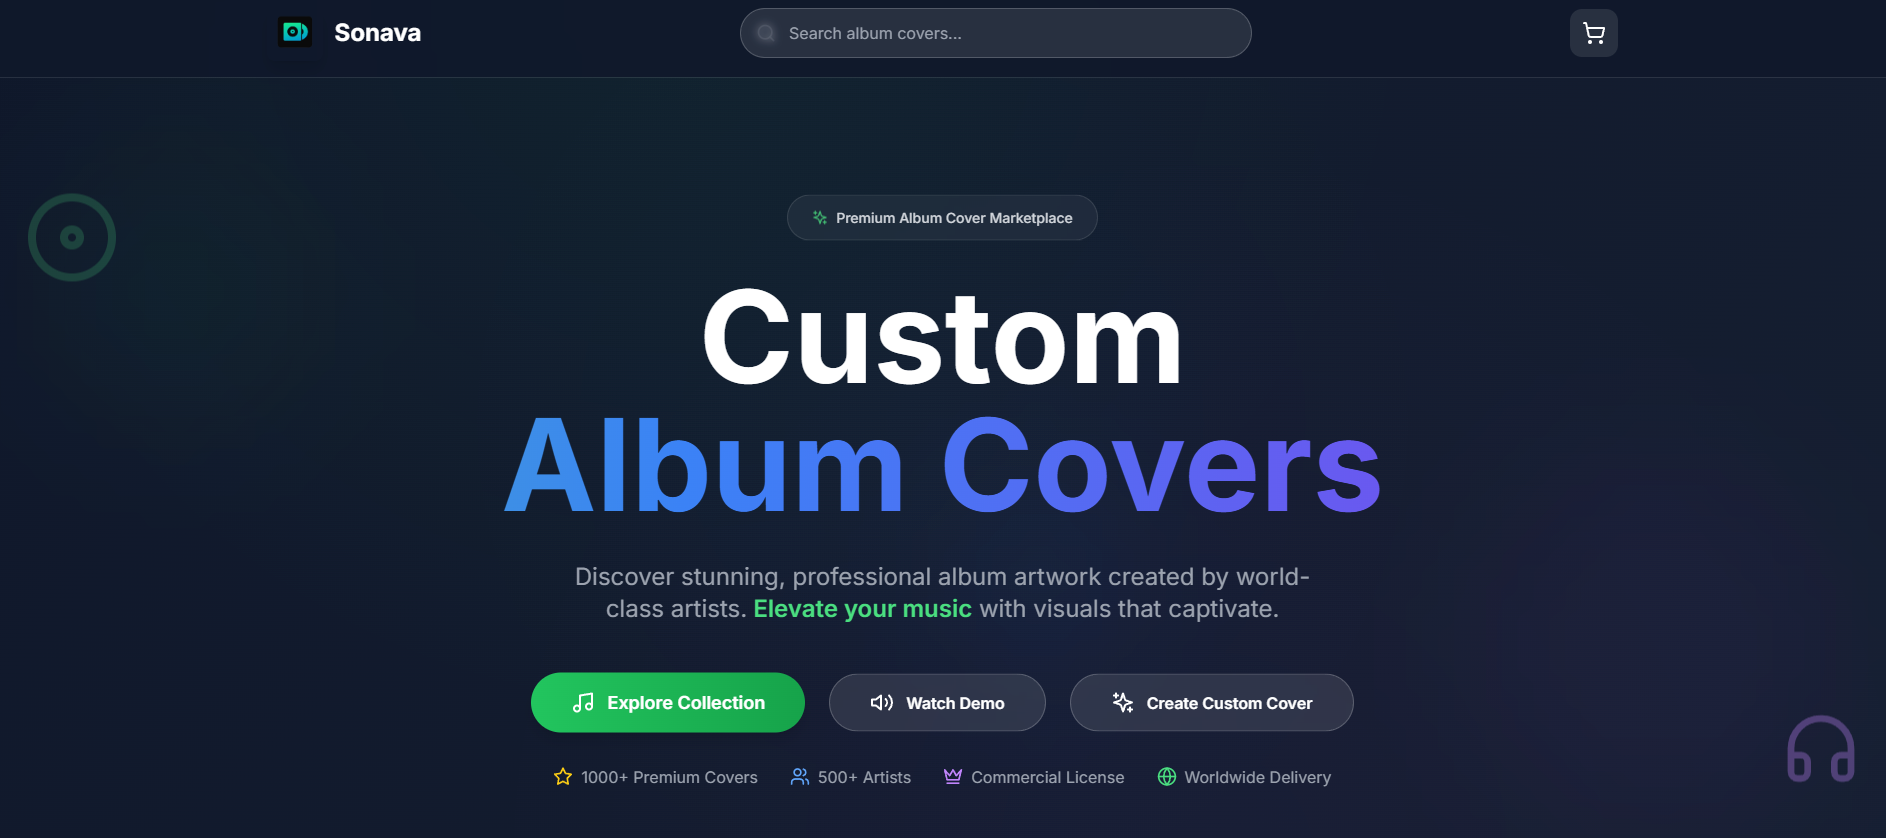 Sonava
Search album covers...
Premium Album Cover Marketplace
Custom
Album Covers
Discover stunning, professional album artwork created by world-
class artists. Elevate your music with visuals that captivate.
Explore Collection
Watch Demo
Create Custom Cover
1000+ Premium Covers
500+ Artists
Commercial License
Worldwide Delivery